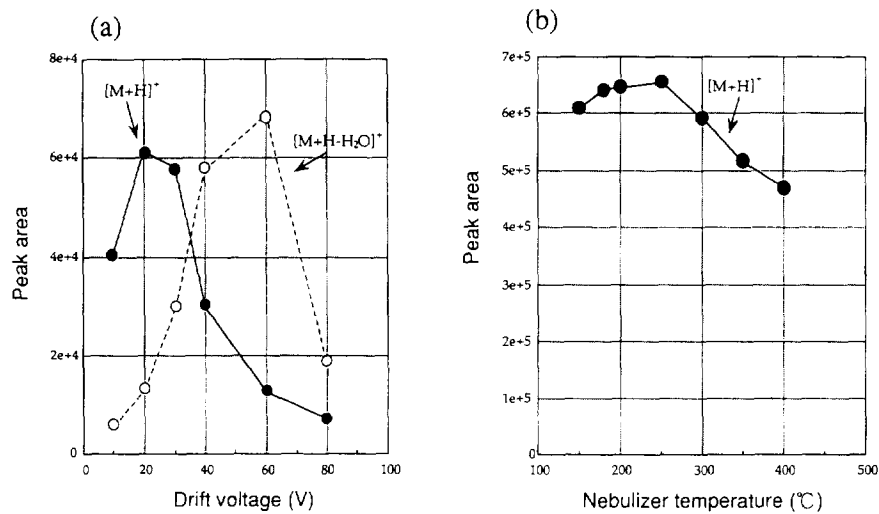 (a)
8e+4
6e+4
4e+4
2e+4
0
0 20 40 60 80 100
[M+H]+
[M+H-H2O]+
Peak area
Drift voltage (V)
(b)
7e+5
6e+5
5e+5
4e+5
3e+5
2e+5
1e+5
0
100 200 300 400 500
[M+H]+
Peak area
Nebulizer temperature (℃)